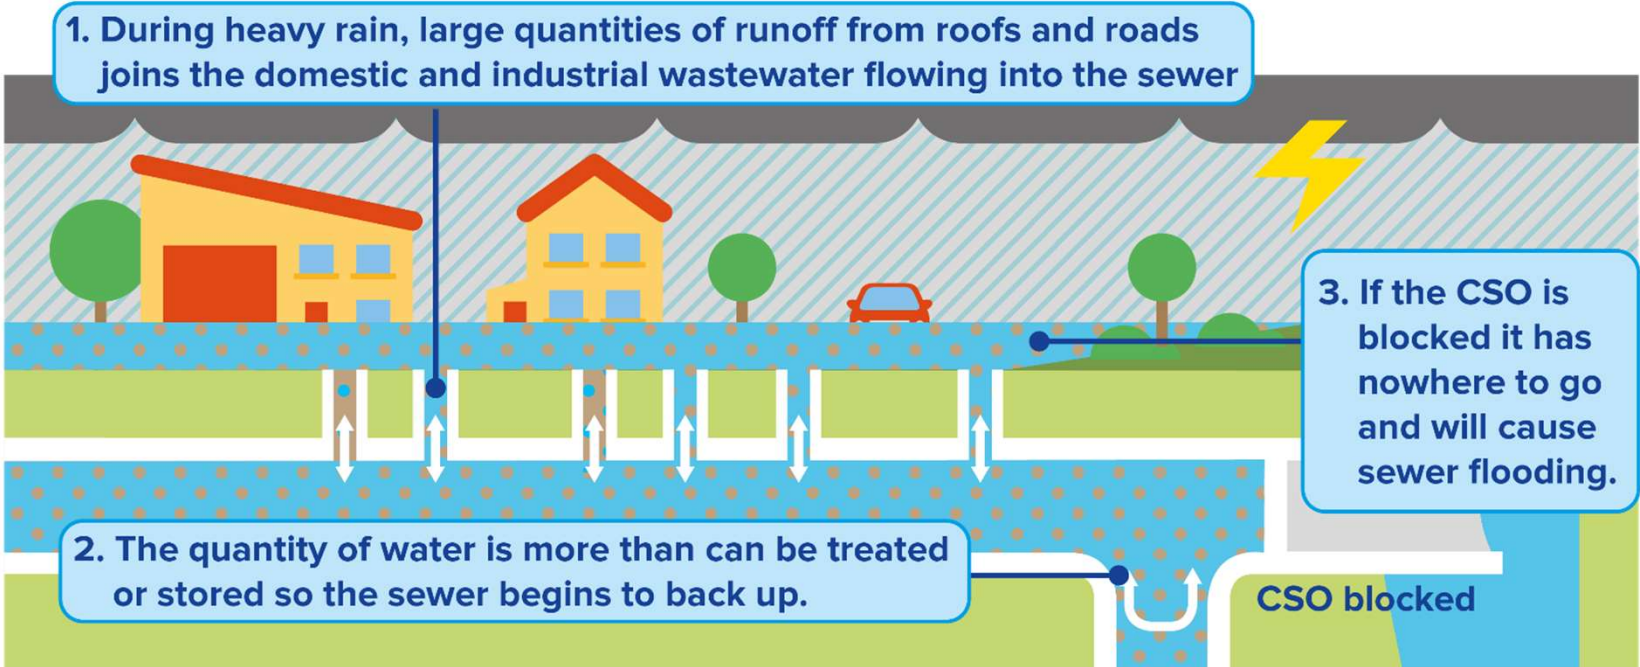 1. During heavy rain, large quantities of runoff from roofs and roads
joins the domestic and industrial wastewater flowing into the sewer
3. If the CSO is
blocked it has
nowhere to go
and will cause
sewer flooding.
2. The quantity of water is more than can be treated
or stored so the sewer begins to back up.
CSO blocked